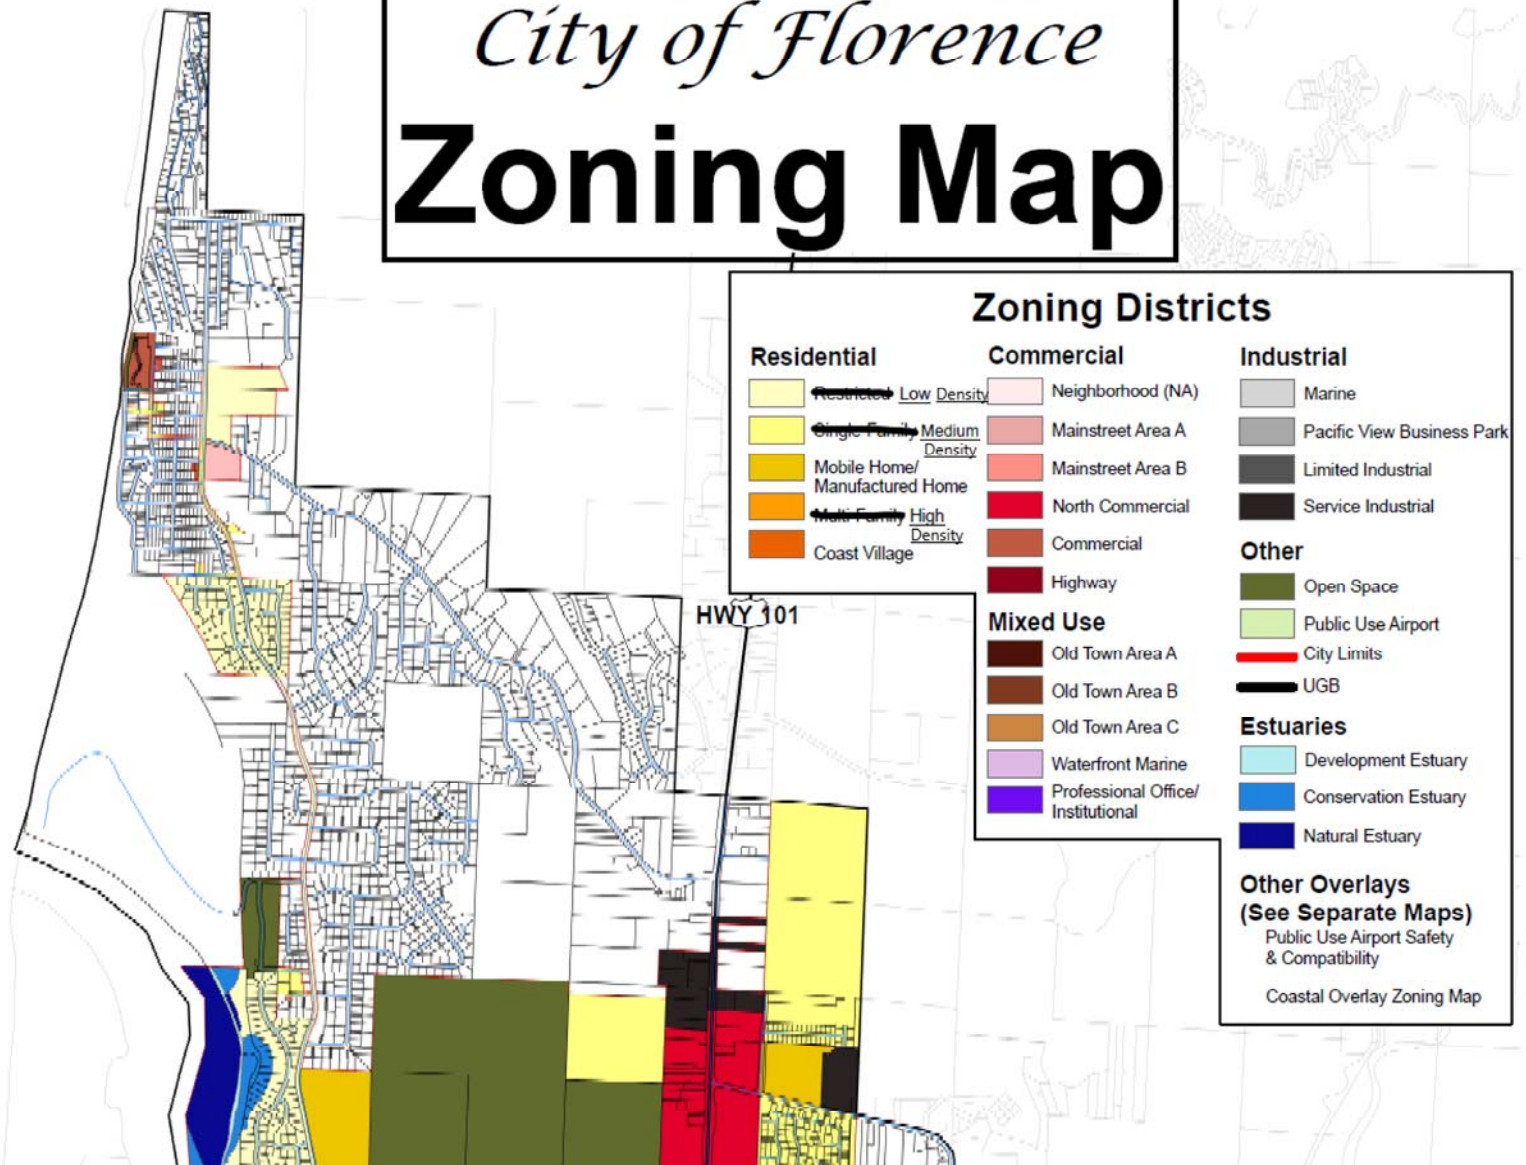 City of Florence
Zoning Map
Zoning Districts
Residential
Restricted Low Density
Single Family Medium
Density
Mobile Home/
Manufactured Home
Multi-Family High
Density
Coast Village
Commercial
Neighborhood (NA)
Mainstreet Area A
Mainstreet Area B
North Commercial
Commercial
Highway
Mixed Use
Old Town Area A
Old Town Area B
Old Town Area C
Waterfront Marine
Professional Office/
Institutional
Industrial
Marine
Pacific View Business Park
Limited Industrial
Service Industrial
Other
Open Space
Public Use Airport
City Limits
UGB
Estuaries
Development Estuary
Conservation Estuary
Natural Estuary
Other Overlays
(See Separate Maps)
Public Use Airport Safety
& Compatibility
Coastal Overlay Zoning Map
HWY 101